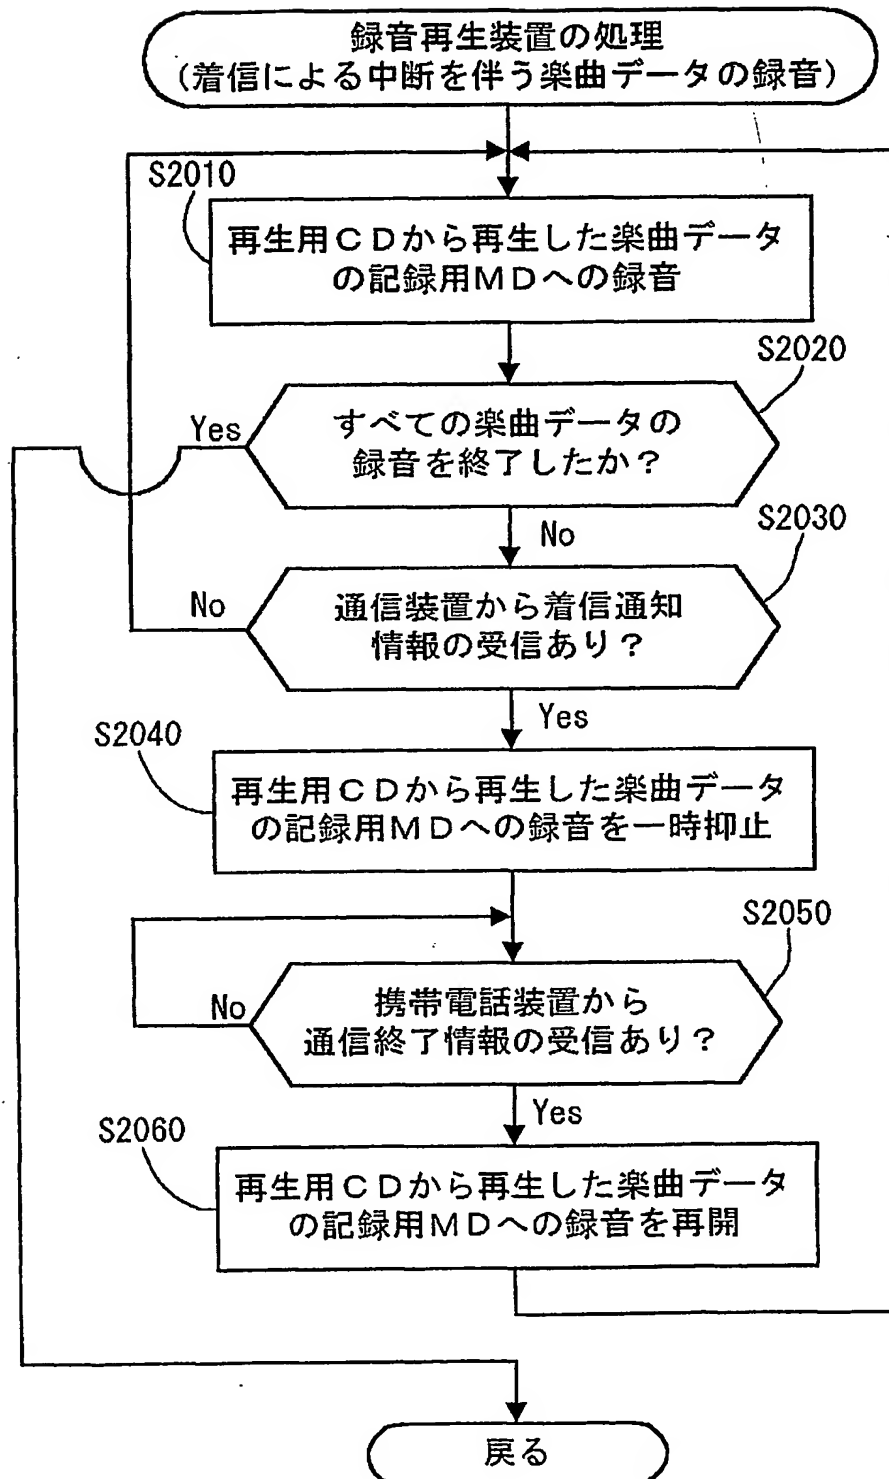 録音再生装置の処理
(着信による中断を伴う楽曲データの録音)
S2010
再生用CDから再生した楽曲データ
の記録用MDへの録音
S2020
すべての楽曲データの
録音を終了したか?
Yes
No
S2030
通信装置から着信通知
情報の受信あり?
No
Yes
S2040
再生用CDから再生した楽曲データ
の記録用MDへの録音を一時抑止
S2050
携帯電話装置から
通信終了情報の受信あり?
No
Yes
S2060
再生用CDから再生した楽曲データ
の記録用MDへの録音を再開
戻る